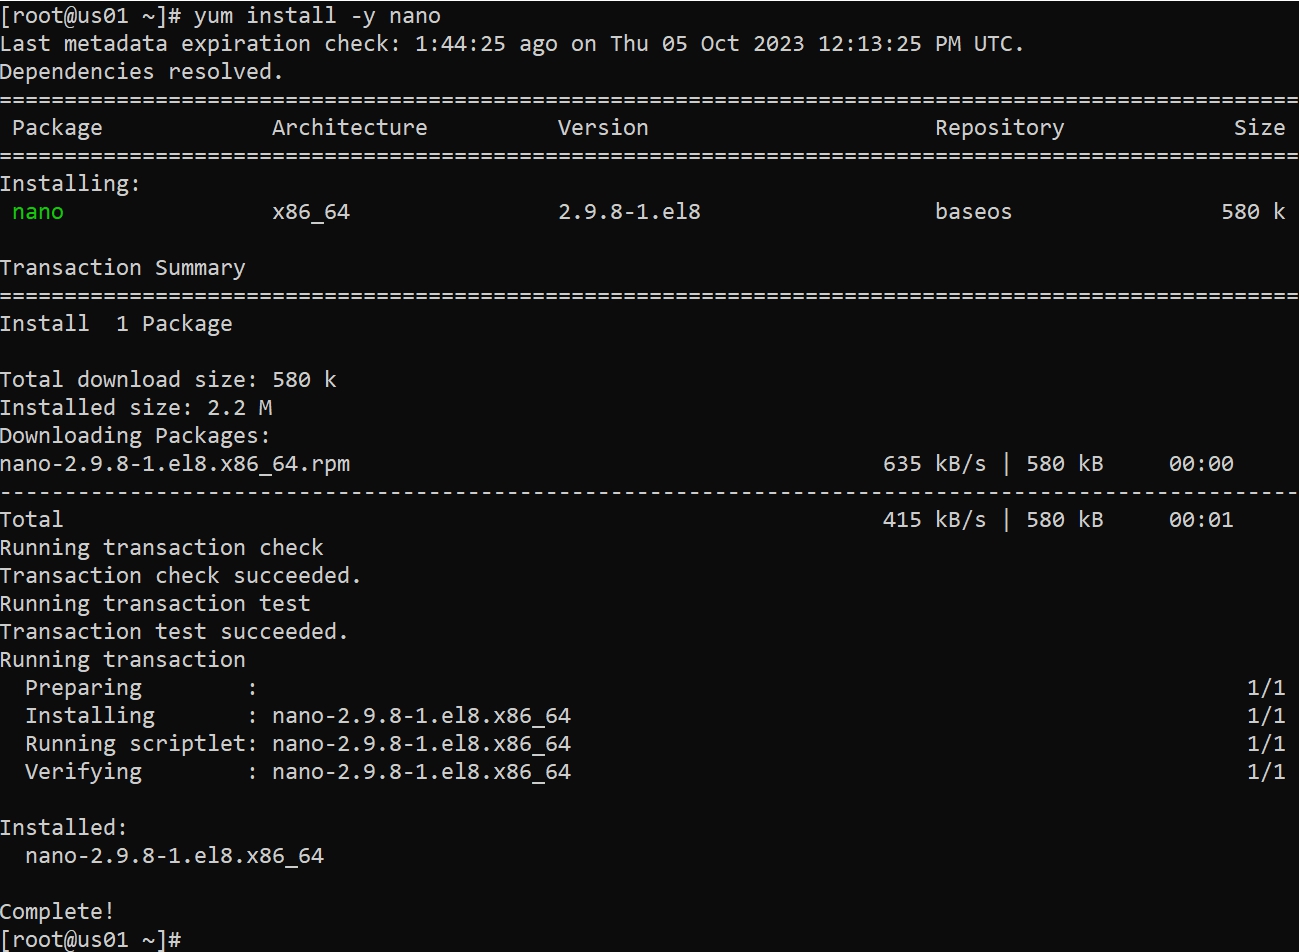 [root@us01 ~]# yum install -y nano
Last metadata expiration check: 1:44:25 ago on Thu 05 Oct 2023 12:13:25 PM UTC.
Dependencies resolved.
====================================================================================================
 Package             Architecture          Version                      Repository             Size
====================================================================================================
Installing:
 nano                x86_64                2.9.8-1.el8                  baseos                580 k

Transaction Summary
====================================================================================================
Install  1 Package

Total download size: 580 k
Installed size: 2.2 M
Downloading Packages:
nano-2.9.8-1.el8.x86_64.rpm                                         635 kB/s | 580 kB     00:00
----------------------------------------------------------------------------------------------------
Total                                                               415 kB/s | 580 kB     00:01
Running transaction check
Transaction check succeeded.
Running transaction test
Transaction test succeeded.
Running transaction
  Preparing        :                                                                            1/1
  Installing       : nano-2.9.8-1.el8.x86_64                                                    1/1
  Running scriptlet: nano-2.9.8-1.el8.x86_64                                                    1/1
  Verifying        : nano-2.9.8-1.el8.x86_64                                                    1/1

Installed:
  nano-2.9.8-1.el8.x86_64

Complete!
[root@us01 ~]#